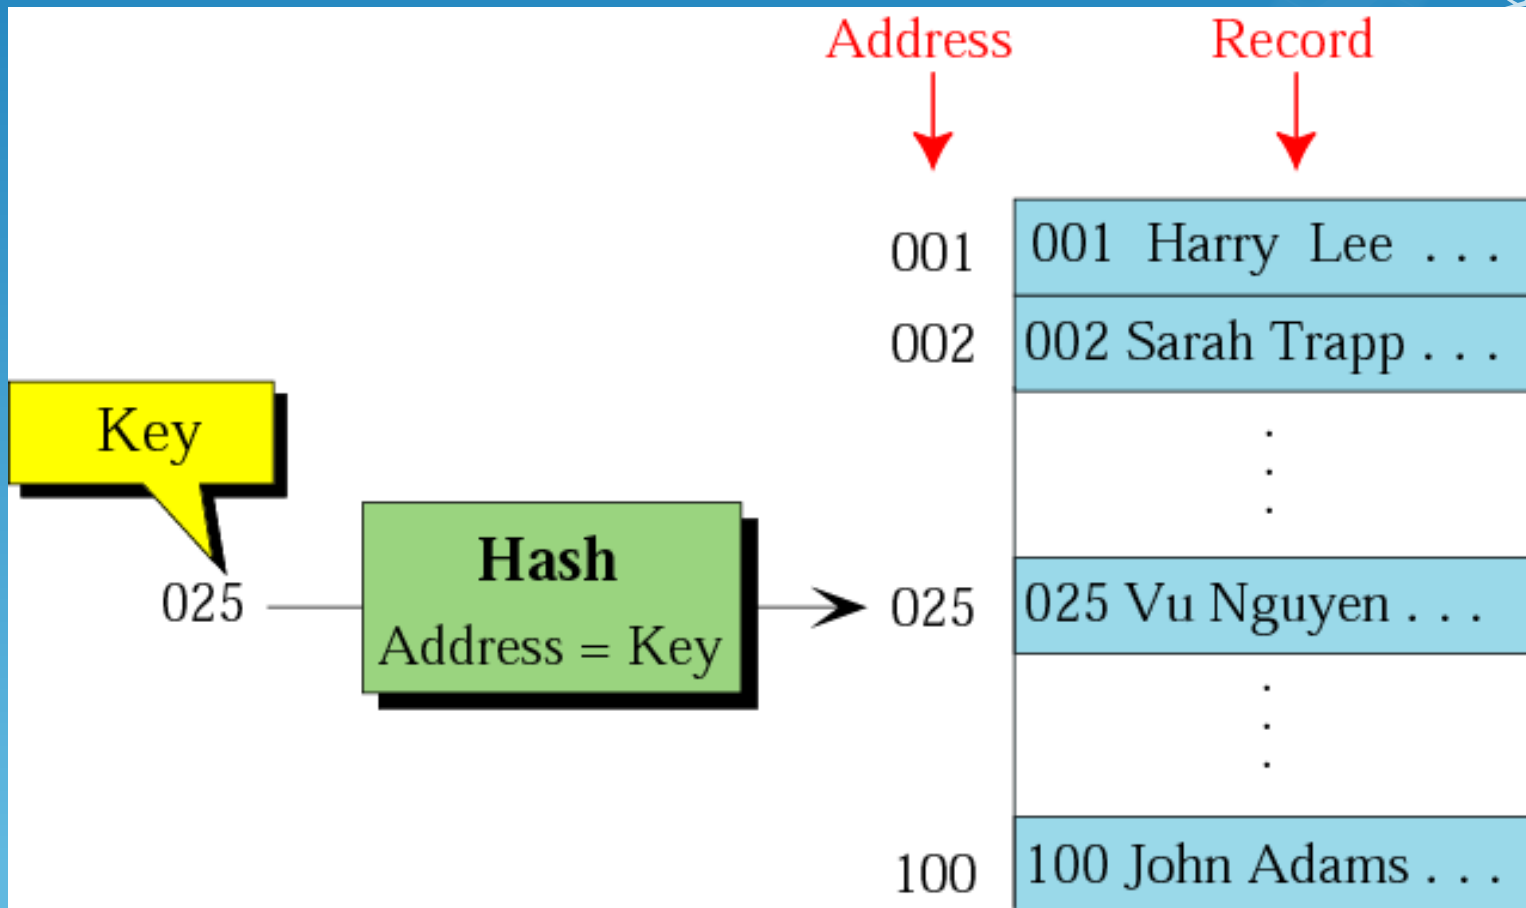 Address Record
001 001 Harry Lee . . .
002 002 Sarah Trapp . . .
Key
Hash
025 025 025 Vu Nguyen . . .
Address = Key
100 100 John Adams . . .